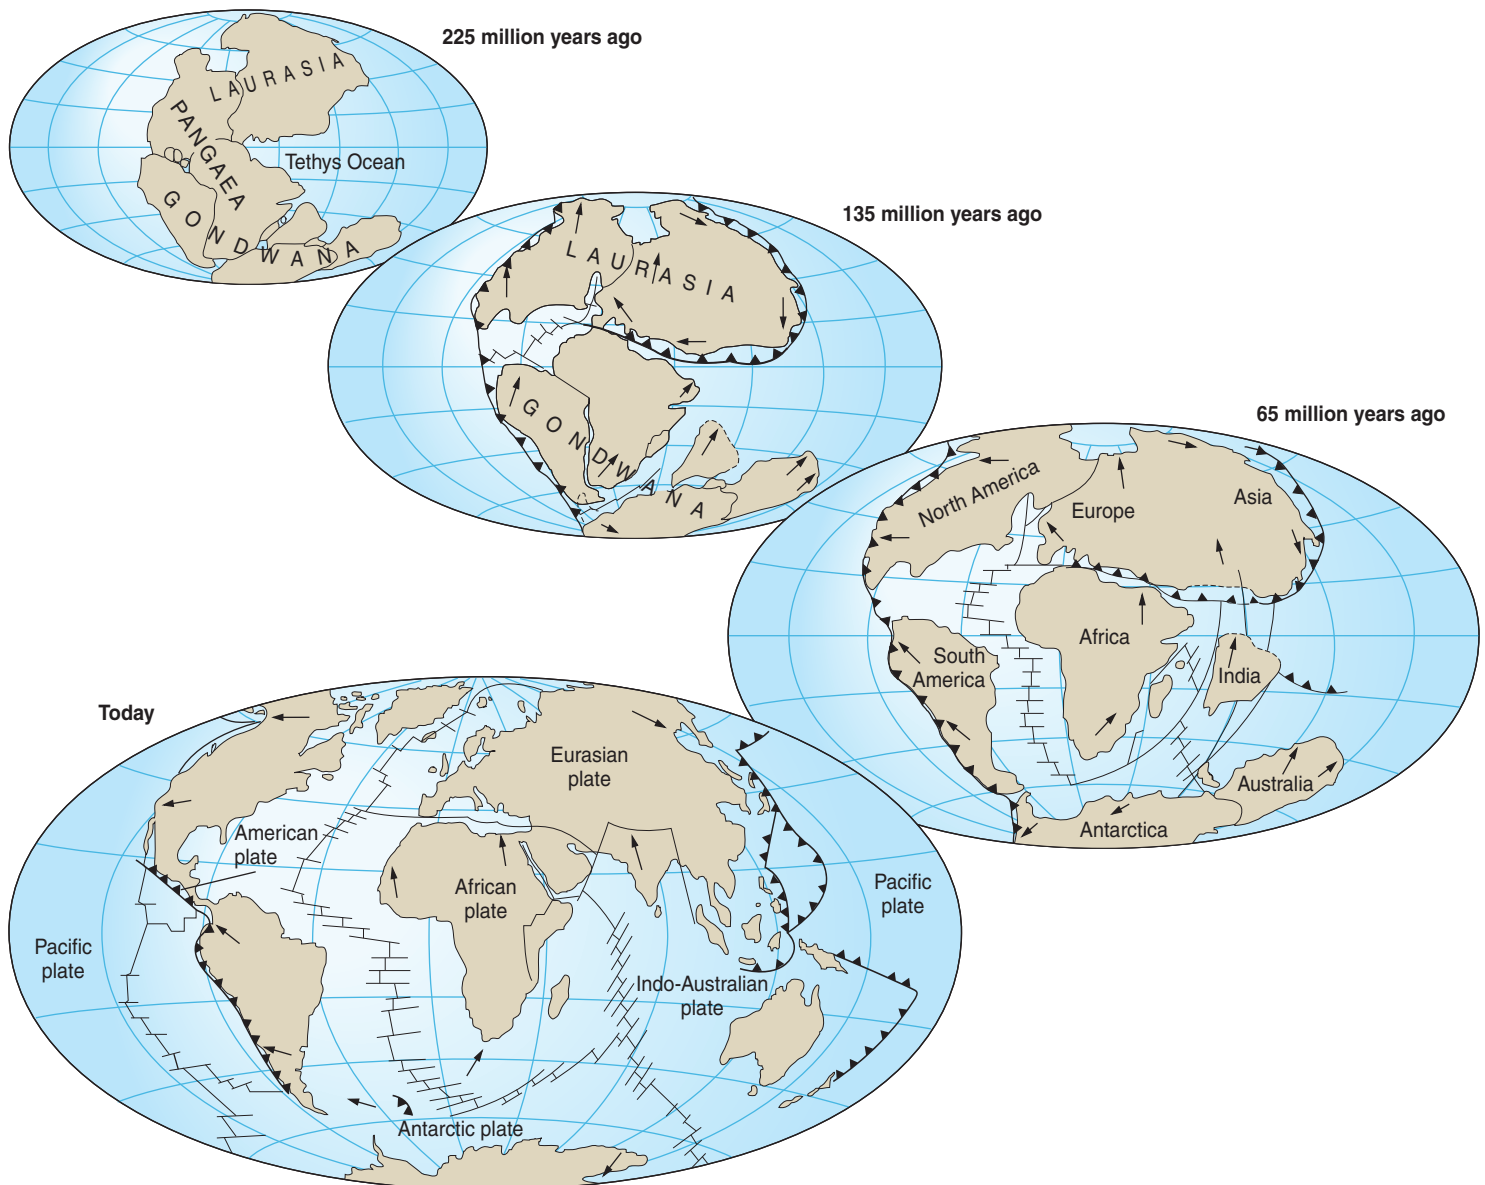 225 million years ago
LAURASIA
PANGAEA
Tethys Ocean
GONDWANA
135 million years ago
LAURASIA
GONDWANA
65 million years ago
North America
Europe
Asia
Africa
South
America
India
Australia
Antarctica
Today
Eurasian
plate
American
plate
African
plate
Pacific
plate
Pacific
plate
Indo-Australian
plate
Antarctic plate